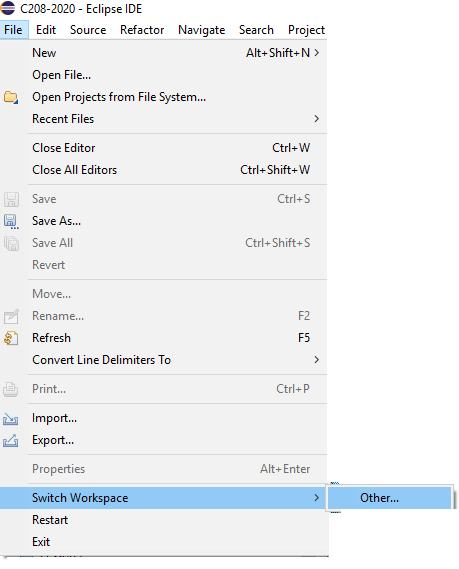 C208-2020 - Eclipse IDE
File Edit Source Refactor Navigate Search Project
New Alt+Shift+N >
Open File...
Open Projects from File System...
Recent Files >
Close Editor Ctrl+W
Close All Editors Ctrl+Shift+W
Save Ctrl+S
Save As...
Save All Ctrl+Shift+S
Revert
Move...
Rename... F2
Refresh F5
Convert Line Delimiters To >
Print... Ctrl+P
Import...
Export...
Properties Alt+Enter
Switch Workspace > Other...
Restart
Exit